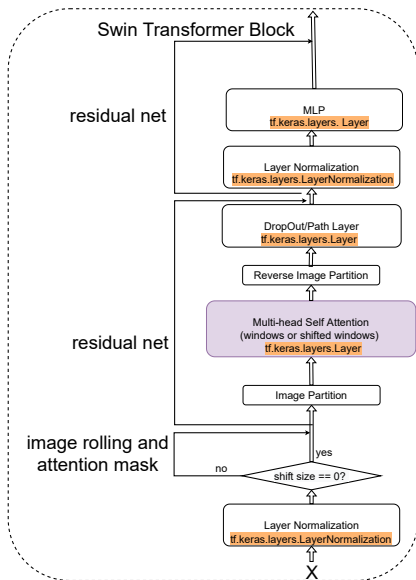 Swin Transformer Block
residual net
MLP
tf.keras.layers. Layer
Layer Normalization
tf.keras.layers.LayerNormalization
DropOut/Path Layer
tf.keras.layers.Layer
Reverse Image Partition
residual net
Multi-head Self Attention
(windows or shifted windows)
tf.keras.layers.Layer
Image Partition
image rolling and
attention mask
yes
no
shift size == 0?
Layer Normalization
tf.keras.layers.LayerNormalization
X